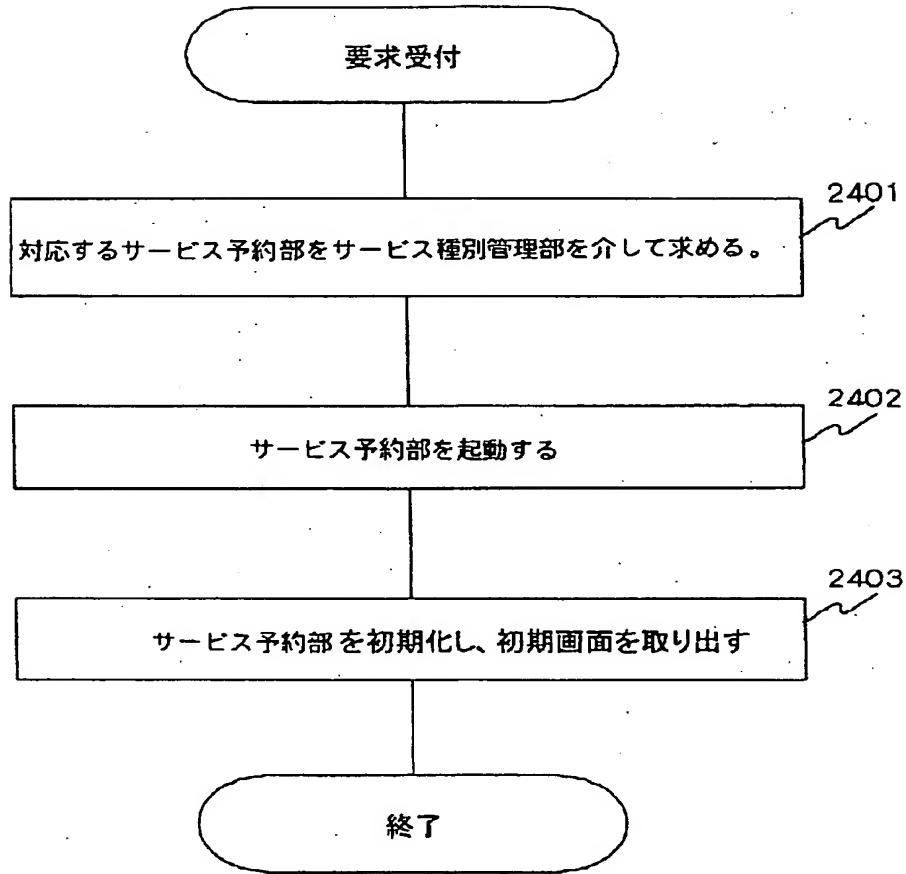 要求受付
2401
対応するサービス予約部をサービス種別管理部を介して求める。
2402
サービス予約部を起動する
2403
サービス予約部を初期化し、初期画面を取り出す
終了